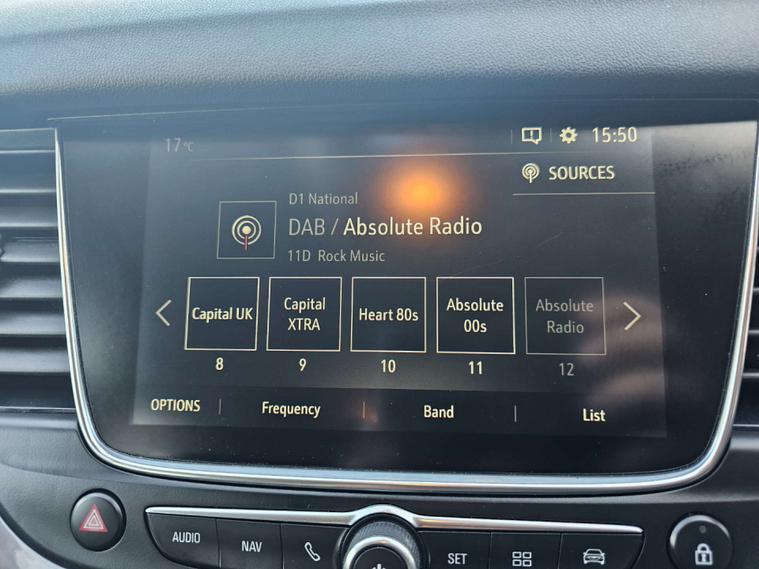 17°C 15:50
SOURCES
D1 National
DAB / Absolute Radio
11D Rock Music
Capital UK Capital XTRA Heart 80s Absolute 00s Absolute Radio
8 9 10 11 12
OPTIONS Frequency Band List
AUDIO NAV SET